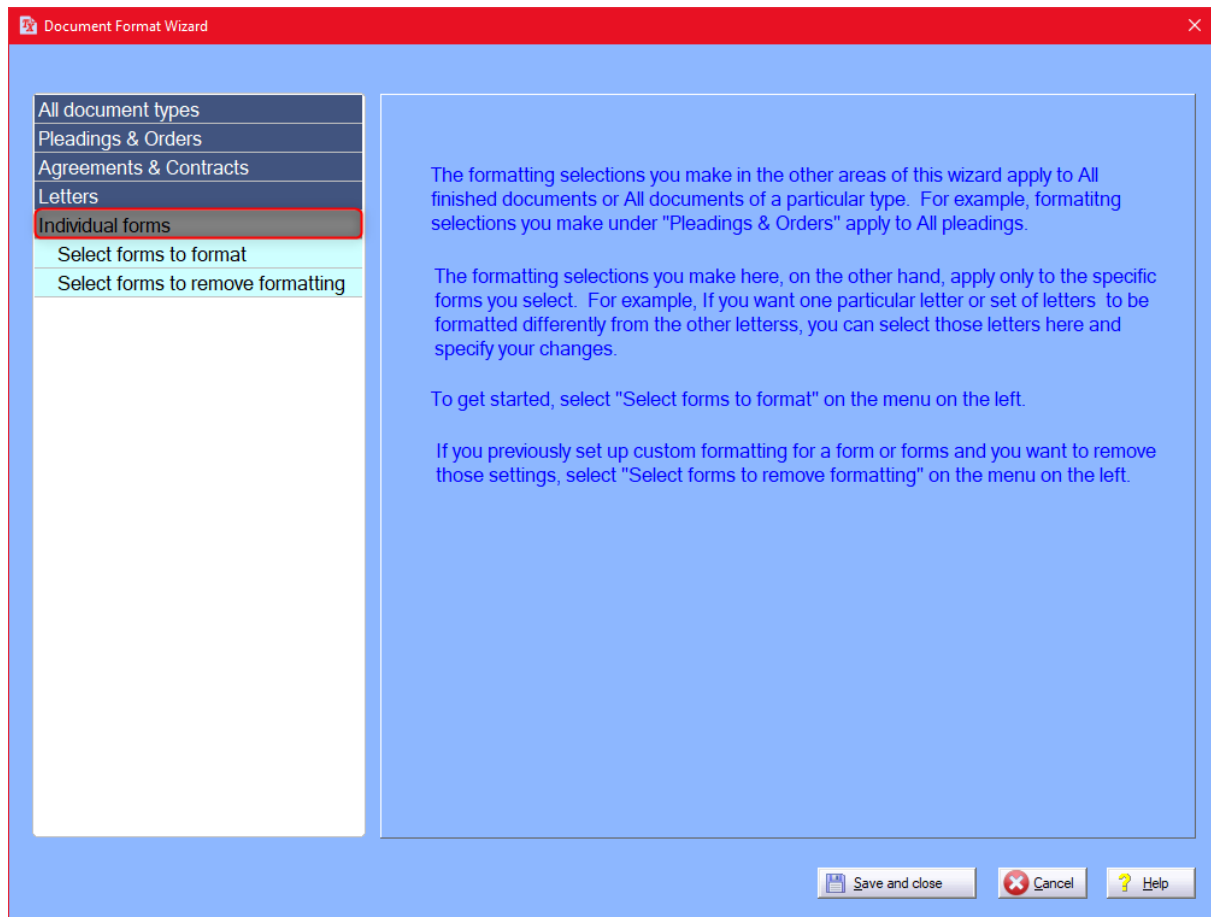 Document Format Wizard
All document types
Pleadings & Orders
Agreements & Contracts
Letters
Individual forms
Select forms to format
Select forms to remove formatting
The formatting selections you make in the other areas of this wizard apply to All
finished documents or All documents of a particular type.  For example, formatitng
selections you make under "Pleadings & Orders" apply to All pleadings.
The formatting selections you make here, on the other hand, apply only to the specific
forms you select.  For example, If you want one particular letter or set of letters  to be
formatted differently from the other letterss, you can select those letters here and
specify your changes.
To get started, select "Select forms to format" on the menu on the left.
If you previously set up custom formatting for a form or forms and you want to remove
those settings, select "Select forms to remove formatting" on the menu on the left.
Save and close
Cancel
Help